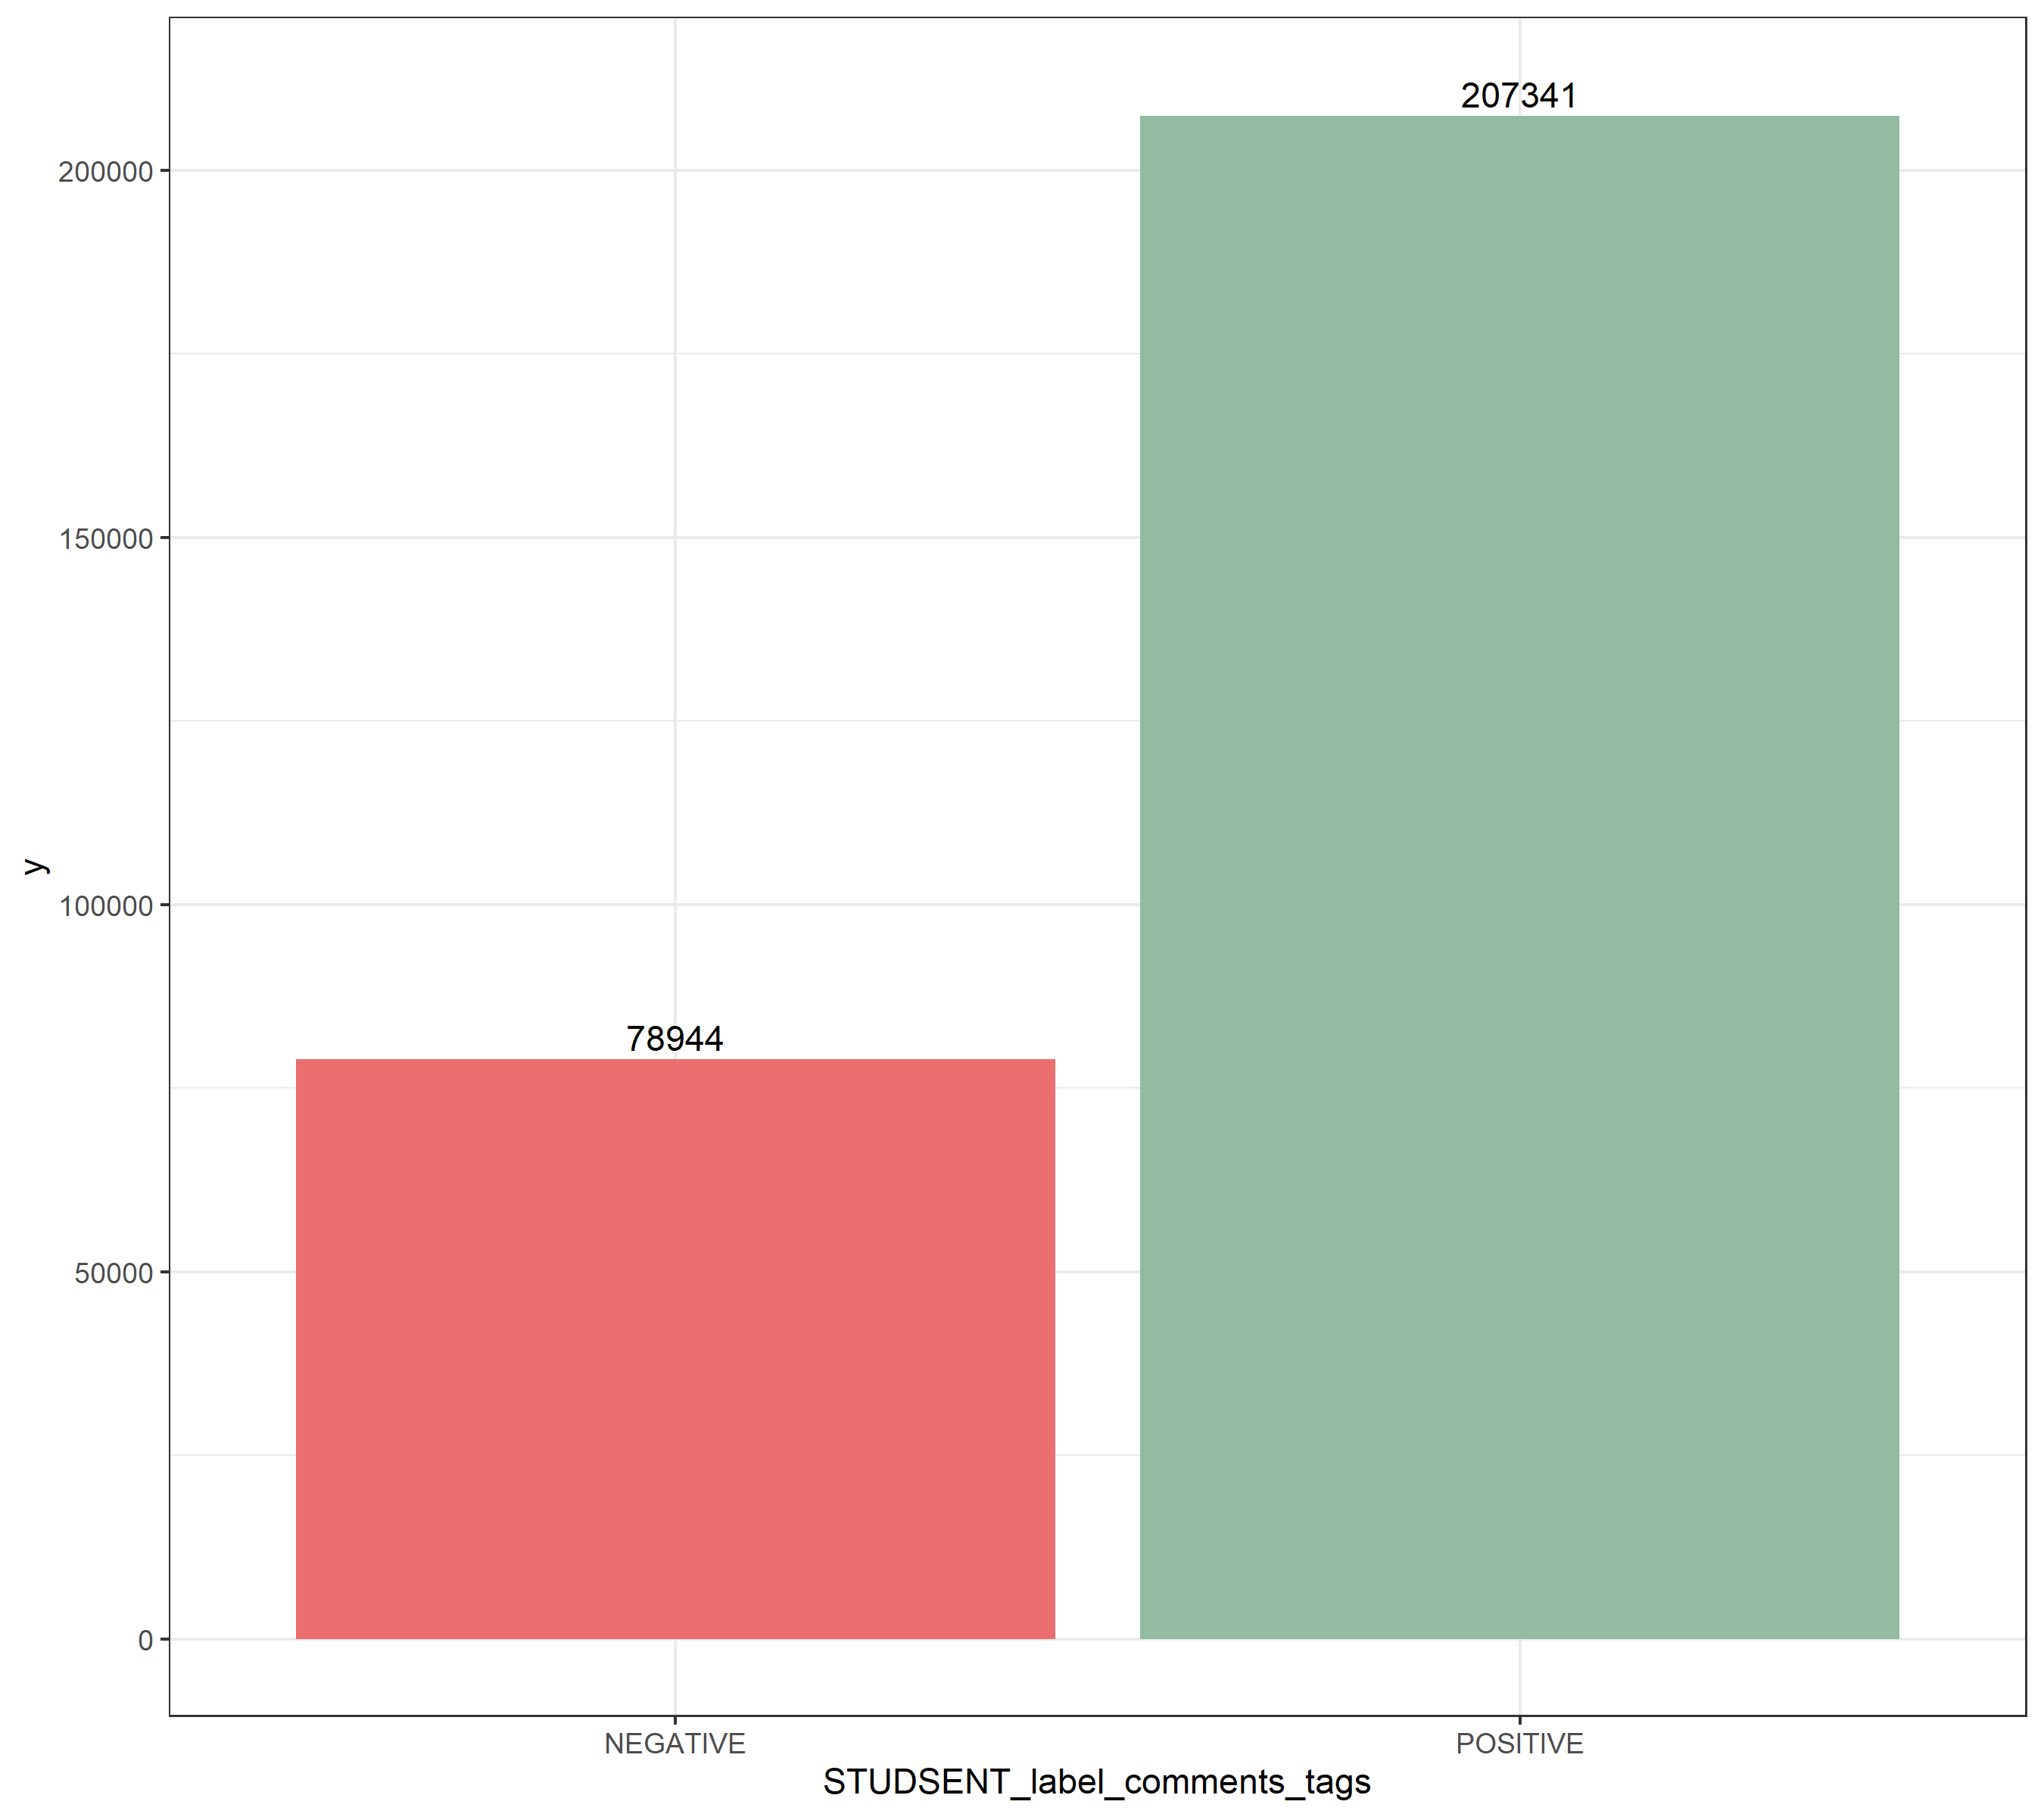 207341
200000
150000
y
100000
78944
50000
0
NEGATIVE POSITIVE
STUDSENT_label_comments_tags